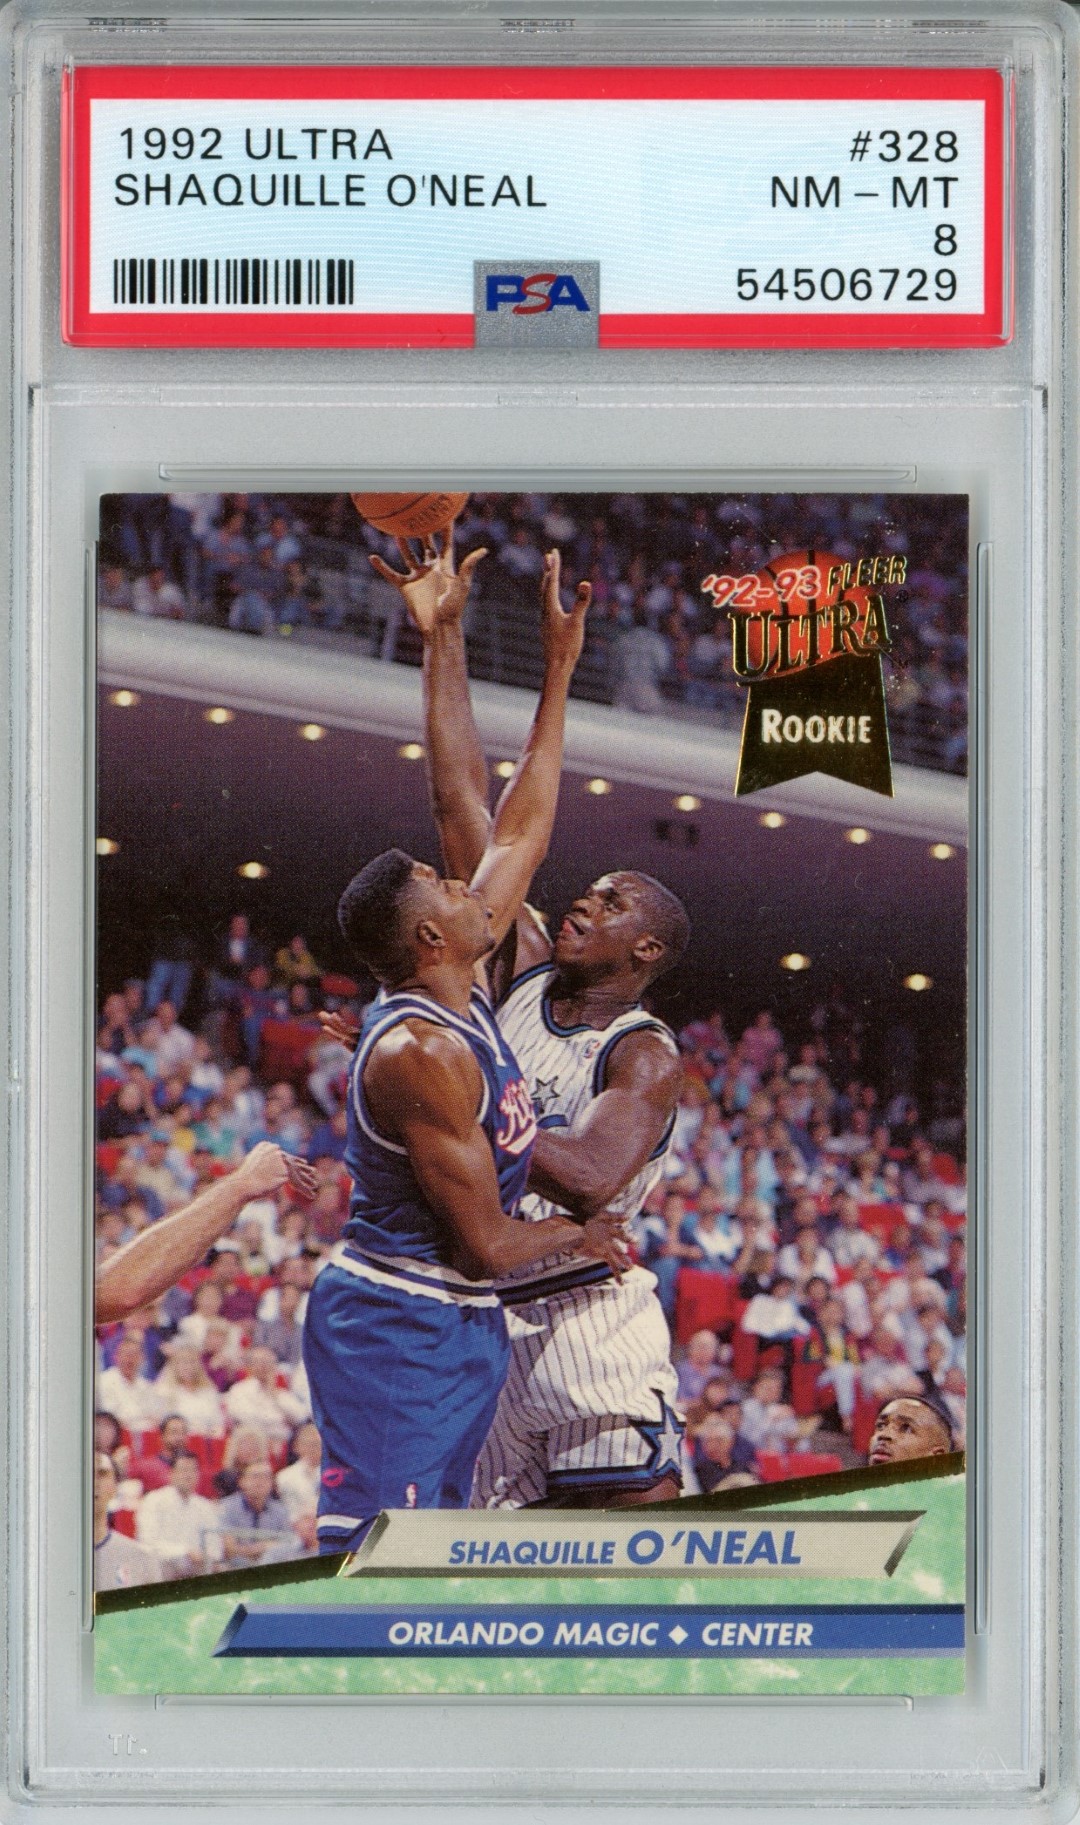 1992 ULTRA
SHAQUILLE O'NEAL
#328
NM-MT
8
54506729
PSA
'92-93 FLEER
ULTRA
ROOKIE
SHAQUILLE O'NEAL
ORLANDO MAGIC ♦ CENTER